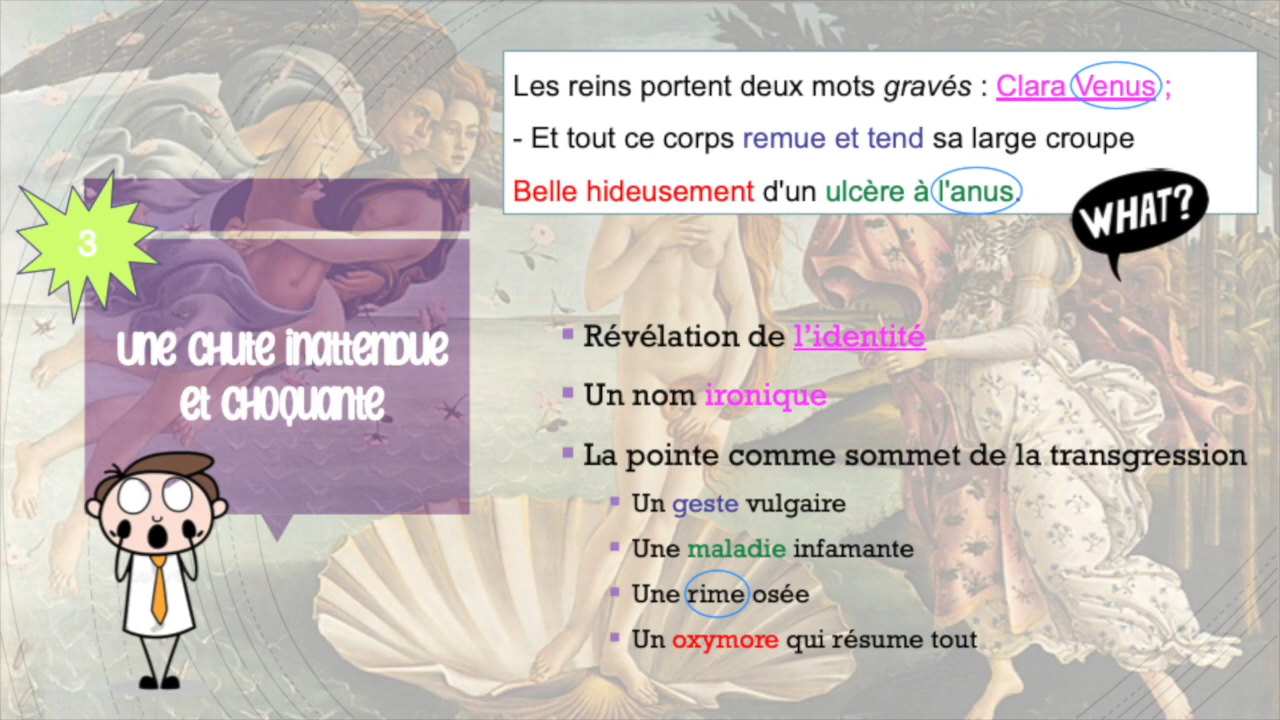 Les reins portent deux mots gravés : Clara Venus ;
- Et tout ce corps remue et tend sa large croupe
Belle hideusement d'un ulcère à l'anus.
WHAT?
3
une chute inattendue
et choquante
Révélation de l'identité
Un nom ironique
La pointe comme sommet de la transgression
Un geste vulgaire
Une maladie infamante
Une rime osée
Un oxymore qui résume tout